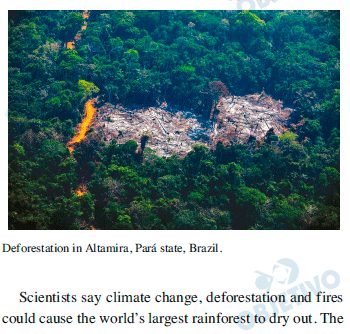 Deforestation in Altamira, Pará state, Brazil.
Scientists say climate change, deforestation and fires
could cause the world's largest rainforest to dry out. The
OBJETIVO